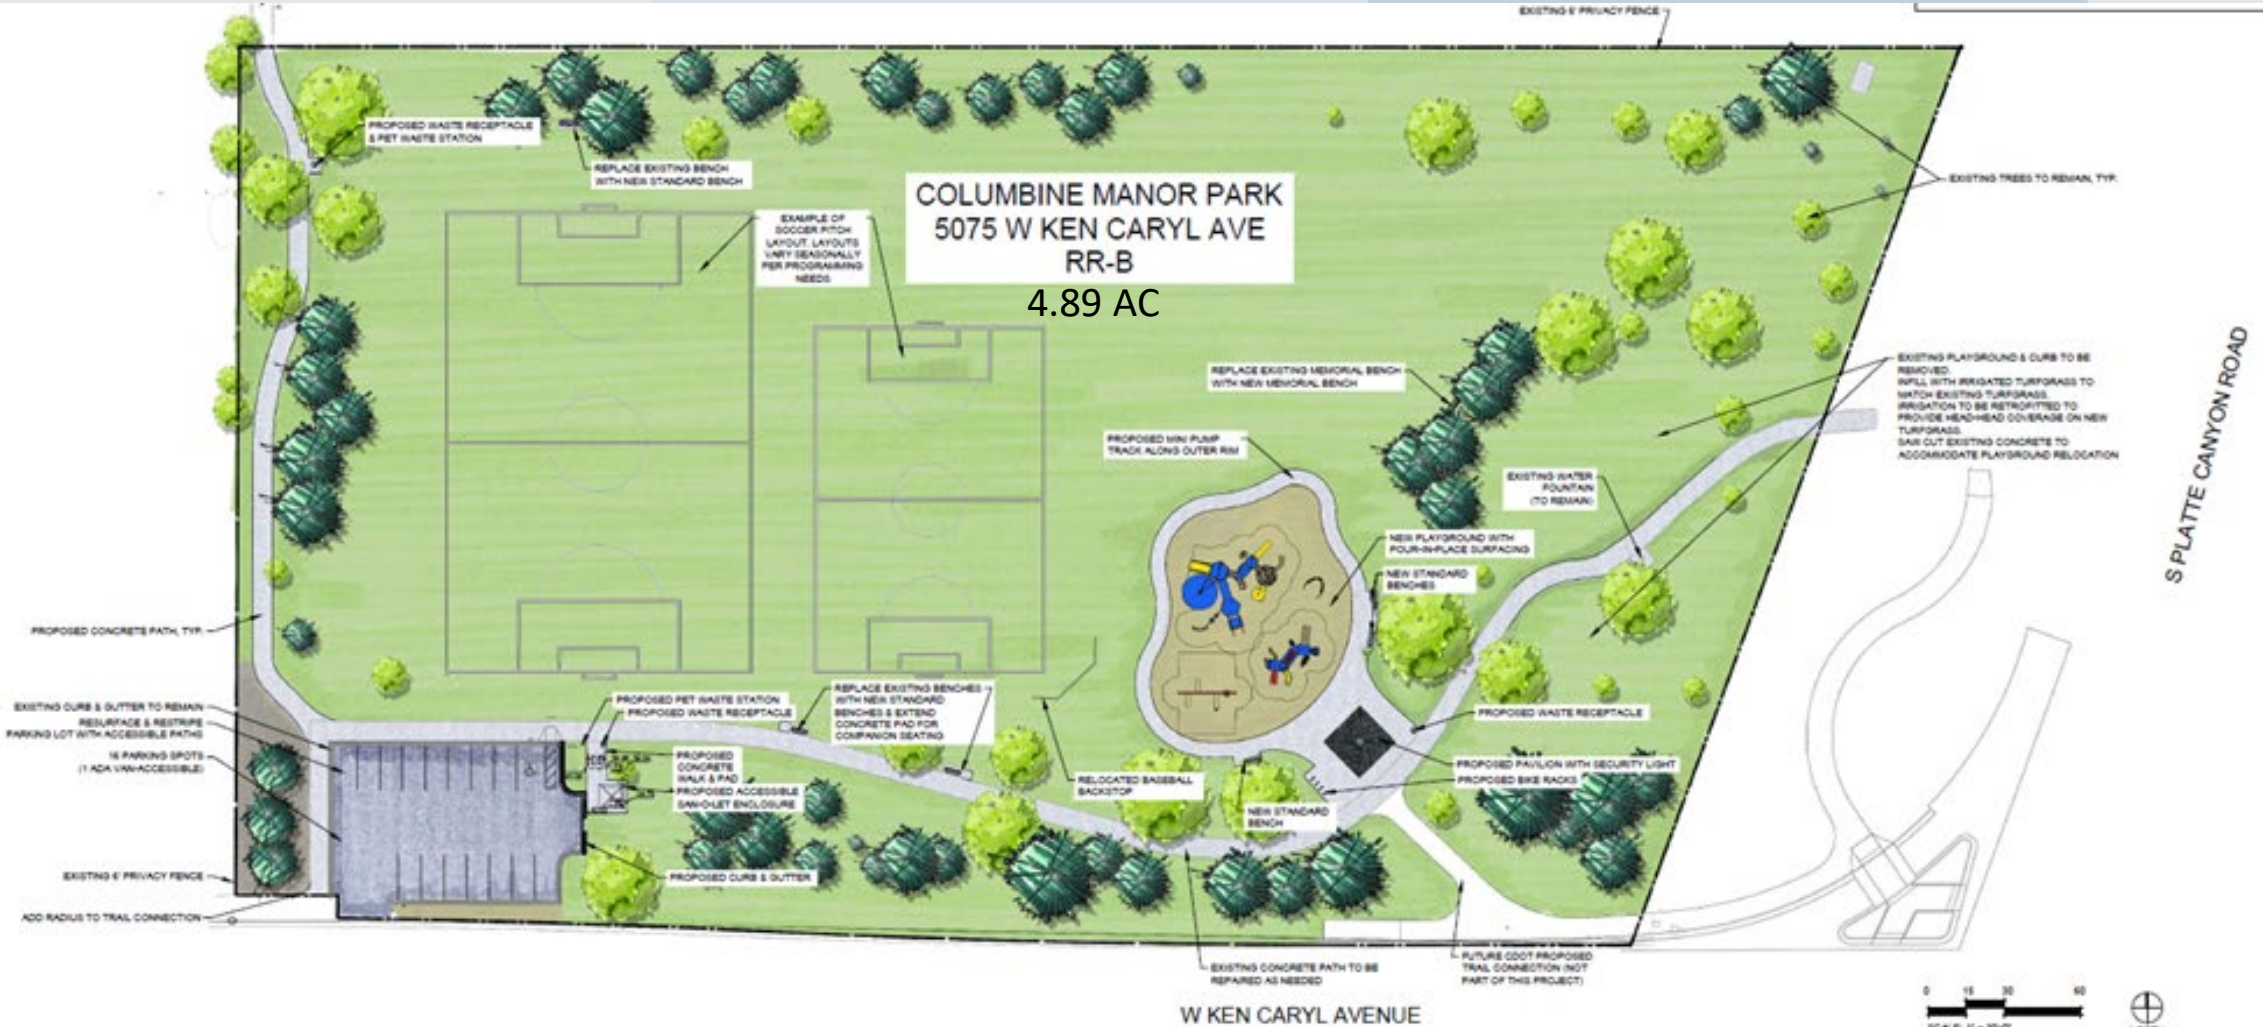 EXISTING 6' PRIVACY FENCE
PROPOSED WASTE RECEPTACLE
& PET WASTE STATION
REPLACE EXISTING BENCH
WITH NEW STANDARD BENCH
COLUMBINE MANOR PARK
5075 W KEN CARYL AVE
RR-B
4.89 AC
EXISTING TREES TO REMAIN, TYP.
EXAMPLE OF
SOCCER PITCH
LAYOUT. LAYOUTS
VARY SEASONALLY
PER PROGRAMMING
NEEDS
REPLACE EXISTING MEMORIAL BENCH
WITH NEW MEMORIAL BENCH
EXISTING PLAYGROUND & CURB TO BE
REMOVED.
INFILL WITH IRRIGATED TURFGRASS TO
MATCH EXISTING TURFGRASS.
IRRIGATION TO BE RETROFITTED TO
PROVIDE HEAD-HEAD COVERAGE ON NEW
TURFGRASS.
SAW CUT EXISTING CONCRETE TO
ACCOMMODATE PLAYGROUND RELOCATION
S PLATTE CANYON ROAD
PROPOSED MINI PUMP
TRACK ALONG OUTER RIM
EXISTING WATER
FOUNTAIN
(TO REMAIN)
NEW PLAYGROUND WITH
POUR-IN-PLACE SURFACING
NEW STANDARD
BENCHES
PROPOSED CONCRETE PATH, TYP.
EXISTING CURB & GUTTER TO REMAIN
RESURFACE & RESTRIPE
PARKING LOT WITH ACCESSIBLE PATHS
16 PARKING SPOTS
(1 ADA VAN-ACCESSIBLE)
PROPOSED PET WASTE STATION
PROPOSED WASTE RECEPTACLE
REPLACE EXISTING BENCHES
WITH NEW STANDARD
BENCHES & EXTEND
CONCRETE PAD FOR
COMPANION SEATING
PROPOSED
CONCRETE
WALK & PAD
PROPOSED ACCESSIBLE
SAN-O-LET ENCLOSURE
RELOCATED BASEBALL
BACKSTOP
PROPOSED WASTE RECEPTACLE
PROPOSED PAVILION WITH SECURITY LIGHT
PROPOSED BIKE RACKS
NEW STANDARD
BENCH
EXISTING 6' PRIVACY FENCE
PROPOSED CURB & GUTTER
ADD RADIUS TO TRAIL CONNECTION
EXISTING CONCRETE PATH TO BE
REPAIRED AS NEEDED
FUTURE CDOT PROPOSED
TRAIL CONNECTION (NOT
PART OF THIS PROJECT)
W KEN CARYL AVENUE
0 15 30 60